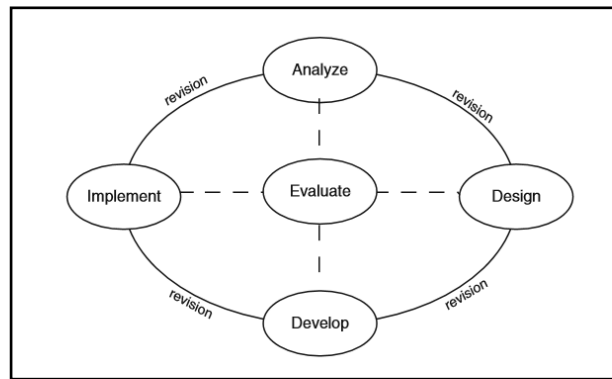 Analyze
revision
revision
Implement
Evaluate
Design
revision
revision
Develop